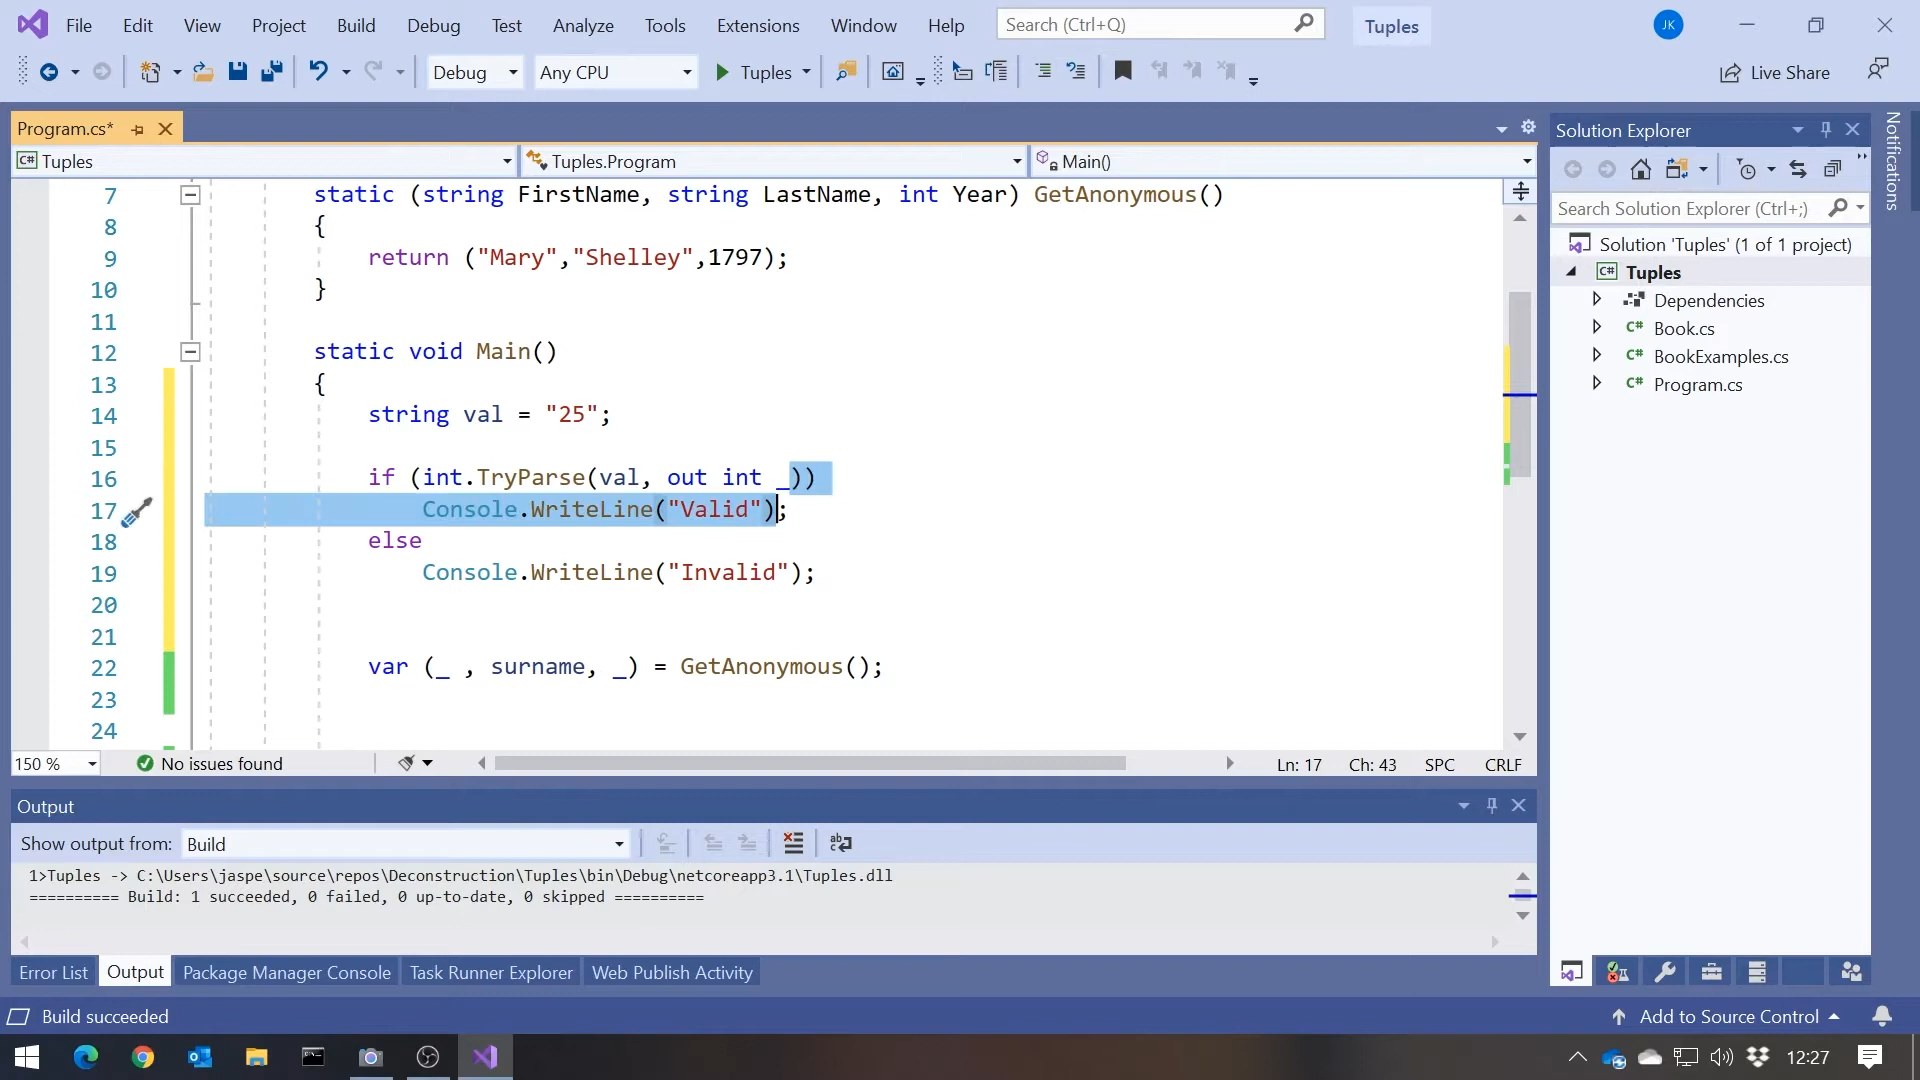 File Edit View Project Build Debug Test Analyze Tools Extensions Window Help Search (Ctrl+Q) Tuples JK
Debug Any CPU Tuples Live Share
Program.cs*
Tuples Tuples.Program Main()
7 static (string FirstName, string LastName, int Year) GetAnonymous()
8 {
9 return ("Mary","Shelley",1797);
10 }
11
12 static void Main()
13 {
14 string val = "25";
15
16 if (int.TryParse(val, out int _))
17 Console.WriteLine("Valid");
18 else
19 Console.WriteLine("Invalid");
20
21
22 var (_ , surname, _) = GetAnonymous();
23
24
150 % No issues found Ln: 17 Ch: 43 SPC CRLF
Output
Show output from: Build
1>Tuples -> C:\Users\jaspe\source\repos\Deconstruction\Tuples\bin\Debug\netcoreapp3.1\Tuples.dll
========== Build: 1 succeeded, 0 failed, 0 up-to-date, 0 skipped ==========
Error List Output Package Manager Console Task Runner Explorer Web Publish Activity
Solution Explorer
Search Solution Explorer (Ctrl+;)
Solution 'Tuples' (1 of 1 project)
C# Tuples
Dependencies
C# Book.cs
C# BookExamples.cs
C# Program.cs
Notifications
Build succeeded Add to Source Control
12:27